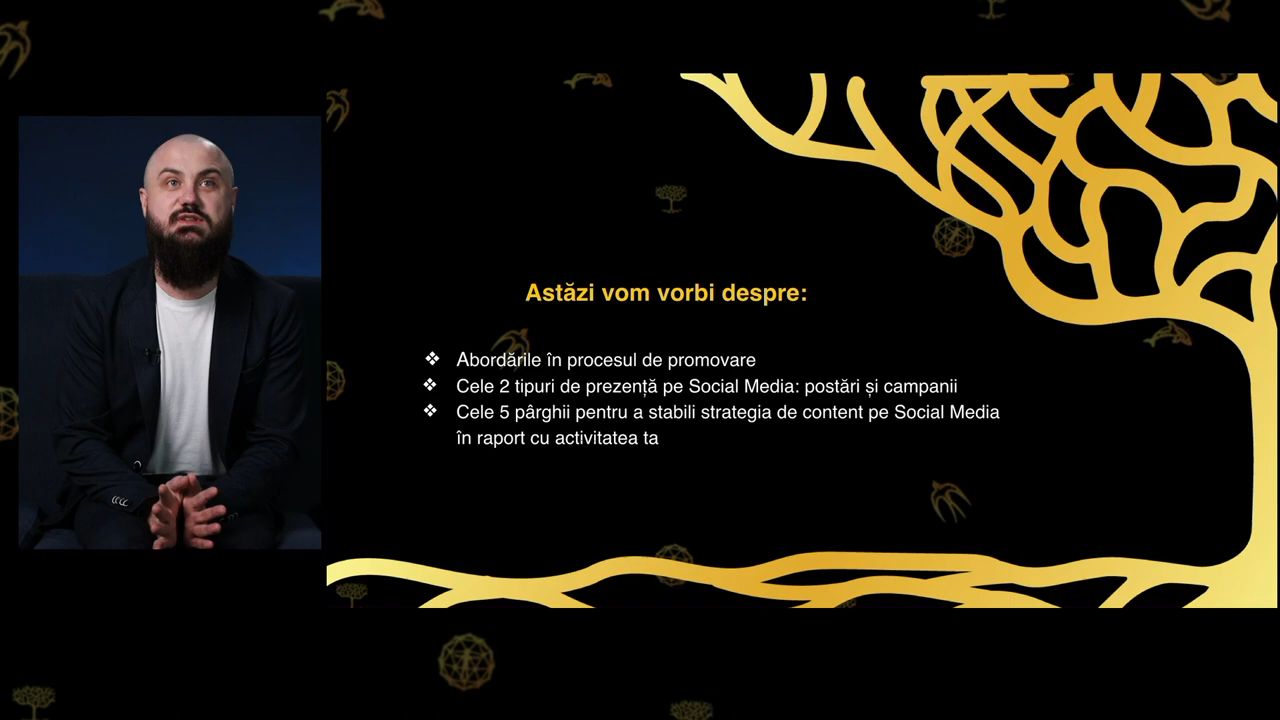 Astăzi vom vorbi despre:
❖ Abordările în procesul de promovare
❖ Cele 2 tipuri de prezență pe Social Media: postări și campanii
❖ Cele 5 pârghii pentru a stabili strategia de content pe Social Media
în raport cu activitatea ta